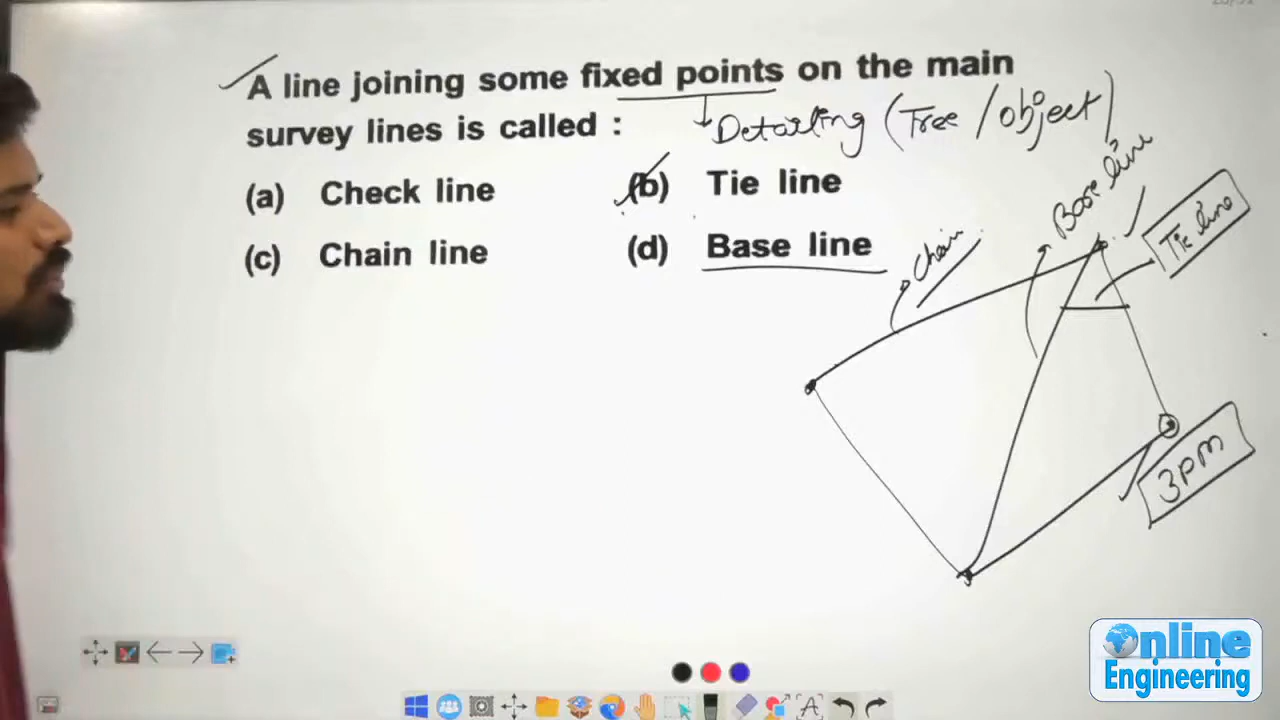 A line joining some fixed points on the main
survey lines is called :
Detailing (Tree / object)
(a) Check line
(b) Tie line
(c) Chain line
(d) Base line
Chain
Base line
Tie line
3PM
Online
Engineering